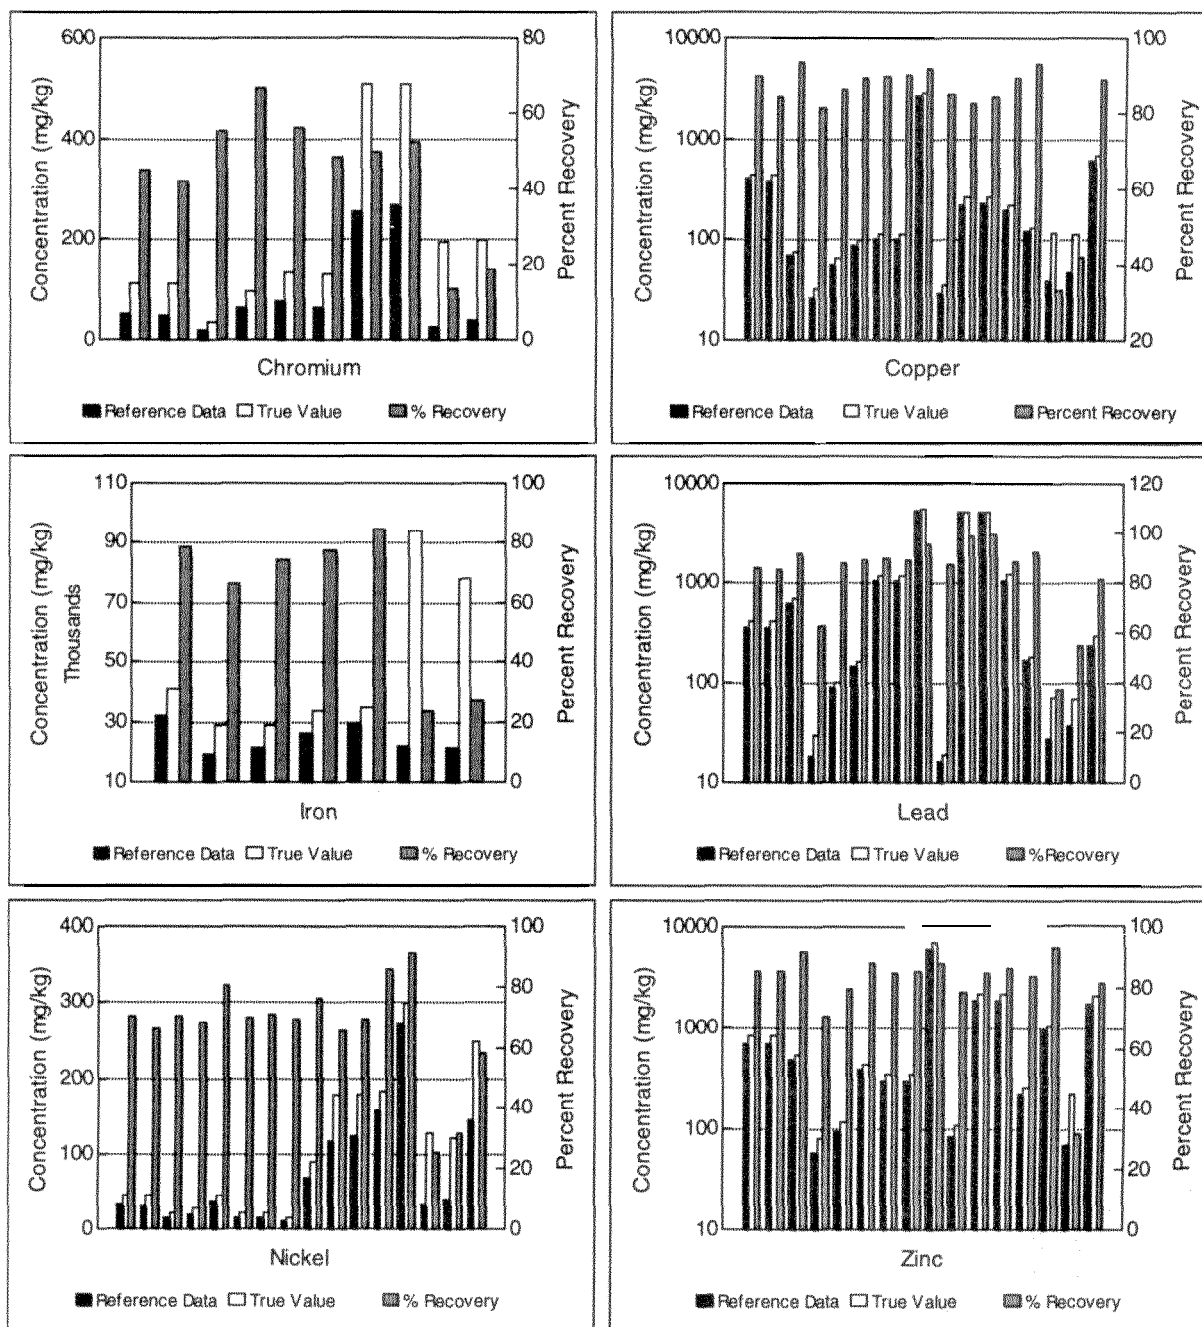 600
400
200
0
80
60
40
20
0
Concentration (mg/kg)
Percent Recovery
Chromium
Reference Data True Value % Recovery
10000
1000
100
10
100
80
60
40
20
Concentration (mg/kg)
Percent Recovery
Copper
Reference Data True Value Percent Recovery
110
90
70
50
30
10
100
80
60
40
20
0
Concentration (mg/kg)
Thousands
Percent Recovery
Iron
Reference Data True Value % Recovery
10000
1000
100
10
120
100
80
60
40
20
0
Concentration (mg/kg)
Percent Recovery
Lead
Reference Data True Value %Recovery
400
300
200
100
0
100
80
60
40
20
0
Concentration (mg/kg)
Percent Recovery
Nickel
Reference Data True Value % Recovery
10000
1000
100
10
100
80
60
40
20
0
Concentration (mg/kg)
Percent Recovery
Zinc
Reference Data True Value % Recovery